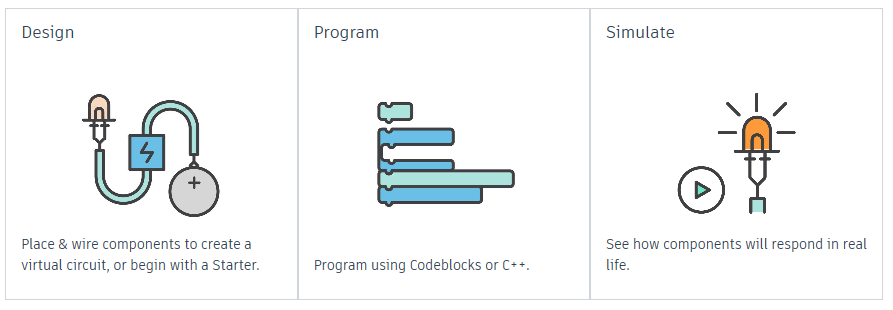 Design
Place & wire components to create a
virtual circuit, or begin with a Starter.
Program
Program using Codeblocks or C++.
Simulate
See how components will respond in real
life.